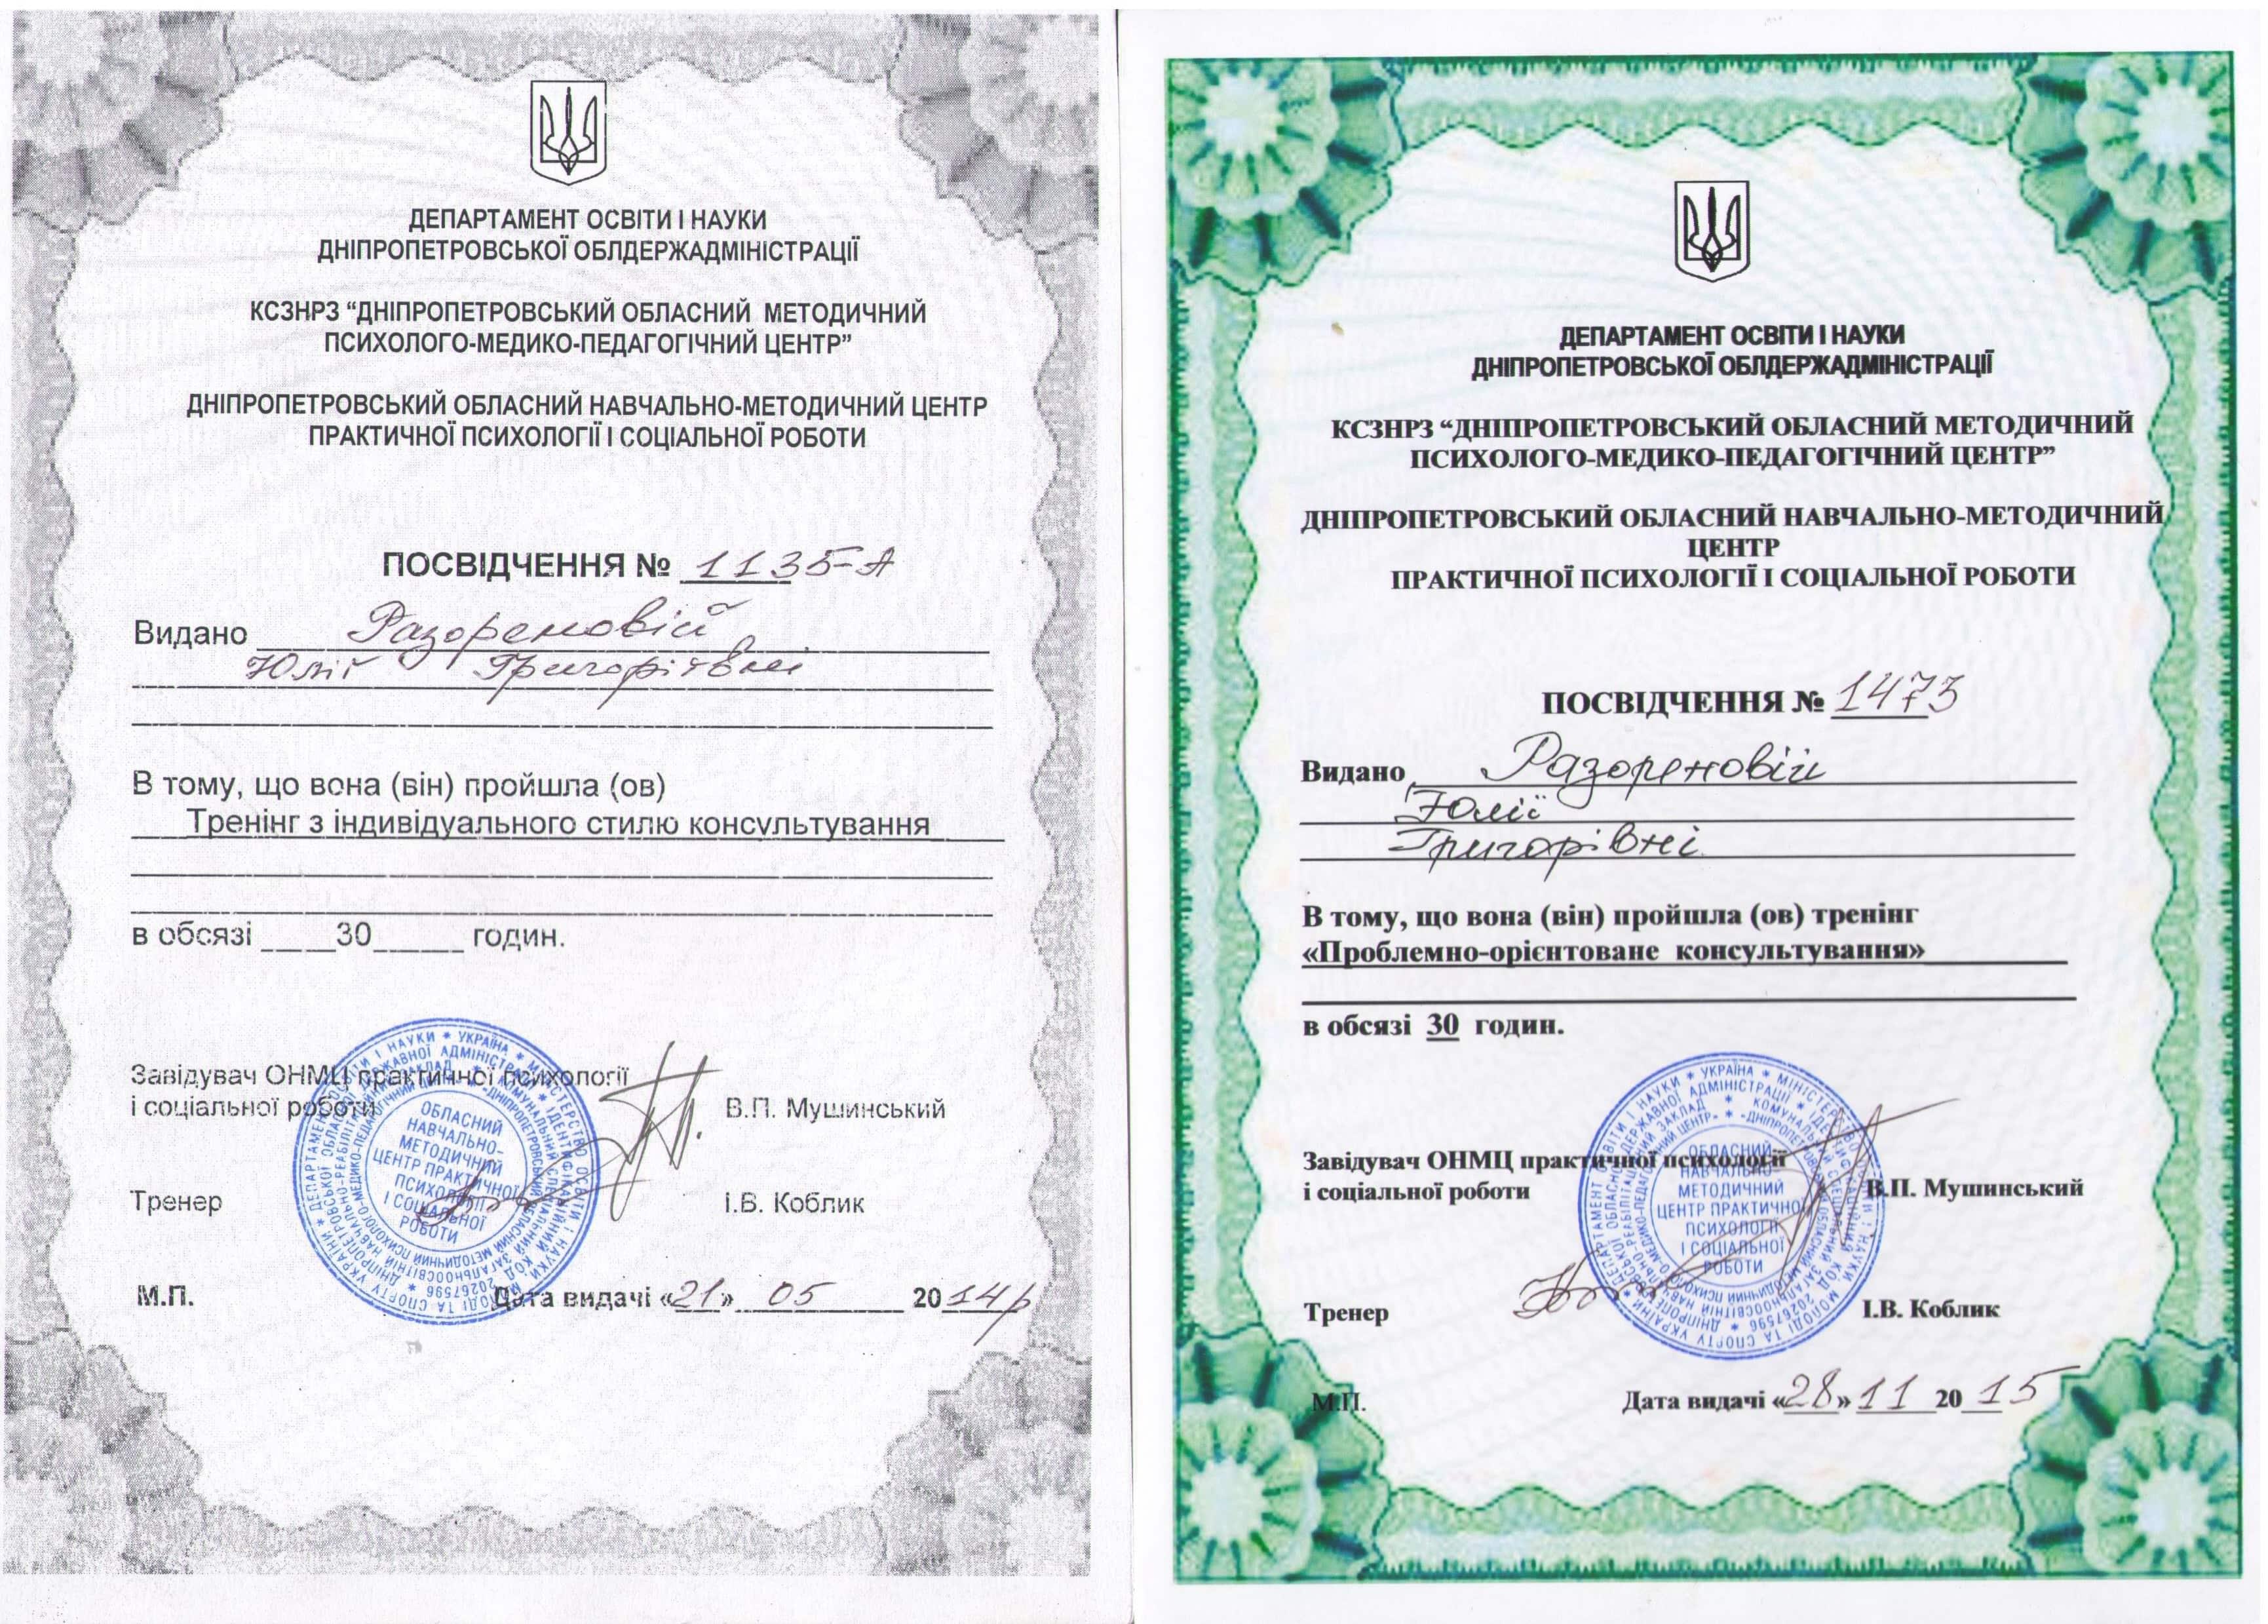 ДЕПАРТАМЕНТ ОСВІТИ І НАУКИ
ДНІПРОПЕТРОВСЬКОЇ ОБЛДЕРЖАДМІНІСТРАЦІЇ
КСЗНРЗ “ДНІПРОПЕТРОВСЬКИЙ ОБЛАСНИЙ МЕТОДИЧНИЙ
ПСИХОЛОГО-МЕДИКО-ПЕДАГОГІЧНИЙ ЦЕНТР”
ДНІПРОПЕТРОВСЬКИЙ ОБЛАСНИЙ НАВЧАЛЬНО-МЕТОДИЧНИЙ ЦЕНТР
ПРАКТИЧНОЇ ПСИХОЛОГІЇ І СОЦІАЛЬНОЇ РОБОТИ
ПОСВІДЧЕННЯ № 1135-А
Видано Разореновій
Юлії Григорівні
В тому, що вона (він) пройшла (ов)
Тренінг з індивідуального стилю консультування
в обсязі 30 годин.
Завідувач ОНМЦ практичної психології
і соціальної роботи В.П. Мушинський
ОБЛАСНИЙ
НАВЧАЛЬНО-
МЕТОДИЧНИЙ
ЦЕНТР ПРАКТИЧНОЇ
ПСИХОЛОГІЇ
І СОЦІАЛЬНОЇ
РОБОТИ
Тренер І.В. Коблик
М.П. Дата видачі «21» 05 2014р
ДЕПАРТАМЕНТ ОСВІТИ І НАУКИ
ДНІПРОПЕТРОВСЬКОЇ ОБЛДЕРЖАДМІНІСТРАЦІЇ
КСЗНРЗ “ДНІПРОПЕТРОВСЬКИЙ ОБЛАСНИЙ МЕТОДИЧНИЙ
ПСИХОЛОГО-МЕДИКО-ПЕДАГОГІЧНИЙ ЦЕНТР”
ДНІПРОПЕТРОВСЬКИЙ ОБЛАСНИЙ НАВЧАЛЬНО-МЕТОДИЧНИЙ
ЦЕНТР
ПРАКТИЧНОЇ ПСИХОЛОГІЇ І СОЦІАЛЬНОЇ РОБОТИ
ПОСВІДЧЕННЯ № 1473
Видано Разореновій
Юлії
Григорівні
В тому, що вона (він) пройшла (ов) тренінг
«Проблемно-орієнтоване консультування»
в обсязі 30 годин.
Завідувач ОНМЦ практичної психології
і соціальної роботи В.П. Мушинський
ОБЛАСНИЙ
НАВЧАЛЬНО-
МЕТОДИЧНИЙ
ЦЕНТР ПРАКТИЧНОЇ
ПСИХОЛОГІЇ
І СОЦІАЛЬНОЇ
РОБОТИ
Тренер І.В. Коблик
М.П. Дата видачі «28» 11 2015